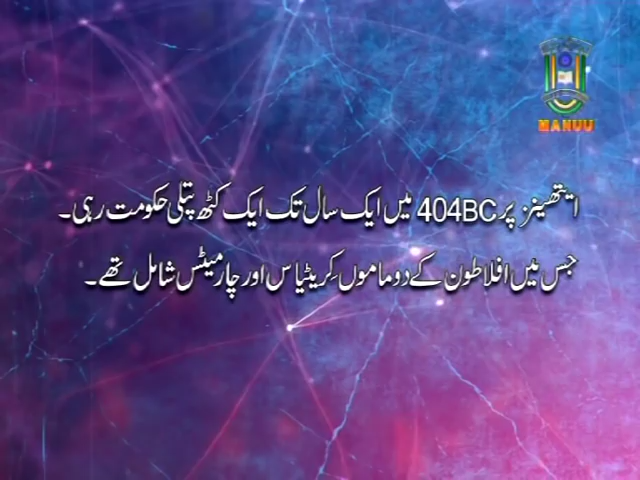 MANUU
ایتھینز پر 404BC میں ایک سال تک ایک کٹھ پتلی حکومت رہی۔
جس میں افلاطون کے دو ماموں کِریٹیاس اور چارمیٹس شامل تھے۔